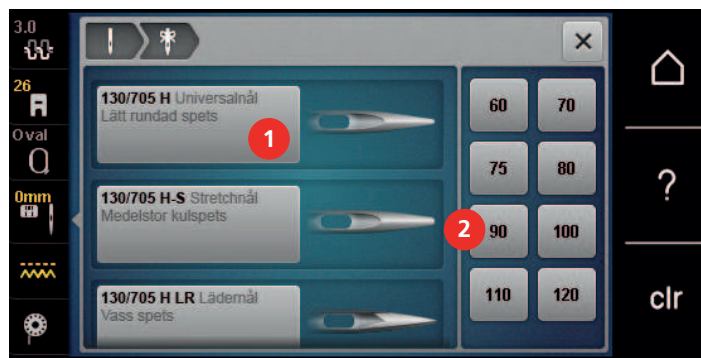 3.0
26
Oval
0mm
130/705 H Universalnål
Lätt rundad spets
1
130/705 H-S Stretchnål
Medelstor kulspets
2
130/705 H LR Lädernål
Vass spets
60 70
75 80
90 100
110 120
?
clr